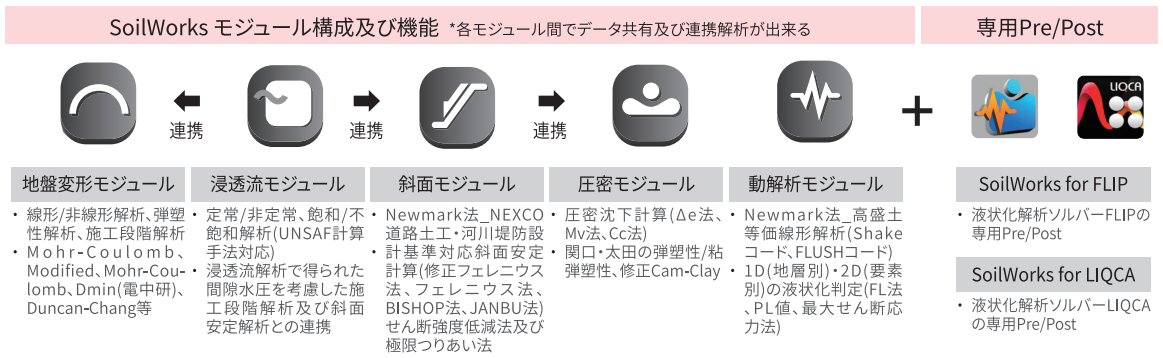 SoilWorks モジュール構成及び機能 *各モジュール間でデータ共有及び連携解析が出来る
専用Pre/Post
連携
連携
連携
+
LIQCA
地盤変形モジュール
・ 線形/非線形解析、弾塑
性解析、施工段階解析
・ Mohr-Coulomb、
Modified、Mohr-Cou-
lomb、Dmin(電中研)、
Duncan-Chang等
浸透流モジュール
・ 定常/非定常、飽和/不
飽和解析(UNSAF計算
手法対応)
・ 浸透流解析で得られた
間隙水圧を考慮した施
工段階解析及び斜面
安定解析との連携
斜面モジュール
・ Newmark法_NEXCO
道路土工・河川堤防設
・ 計基準対応斜面安定
計算(修正フェレニウス
法、フェレニウス法、
BISHOP法、JANBU法)
せん断強度低減法及び
極限つりあい法
圧密モジュール
・ 圧密沈下計算(Δe法、
Mv法、Cc法)
・ 関口・太田の弾塑性/粘
弾塑性、修正Cam-Clay
動解析モジュール
・ Newmark法_高盛土
等価線形解析(Shake
コード、FLUSHコード)
・ 1D(地層別)・2D(要素
別)の液状化判定(FL法
、PL値、最大せん断応
力法)
SoilWorks for FLIP
・ 液状化解析ソルバーFLIPの
専用Pre/Post
SoilWorks for LIQCA
・ 液状化解析ソルバーLIQCA
の専用Pre/Post